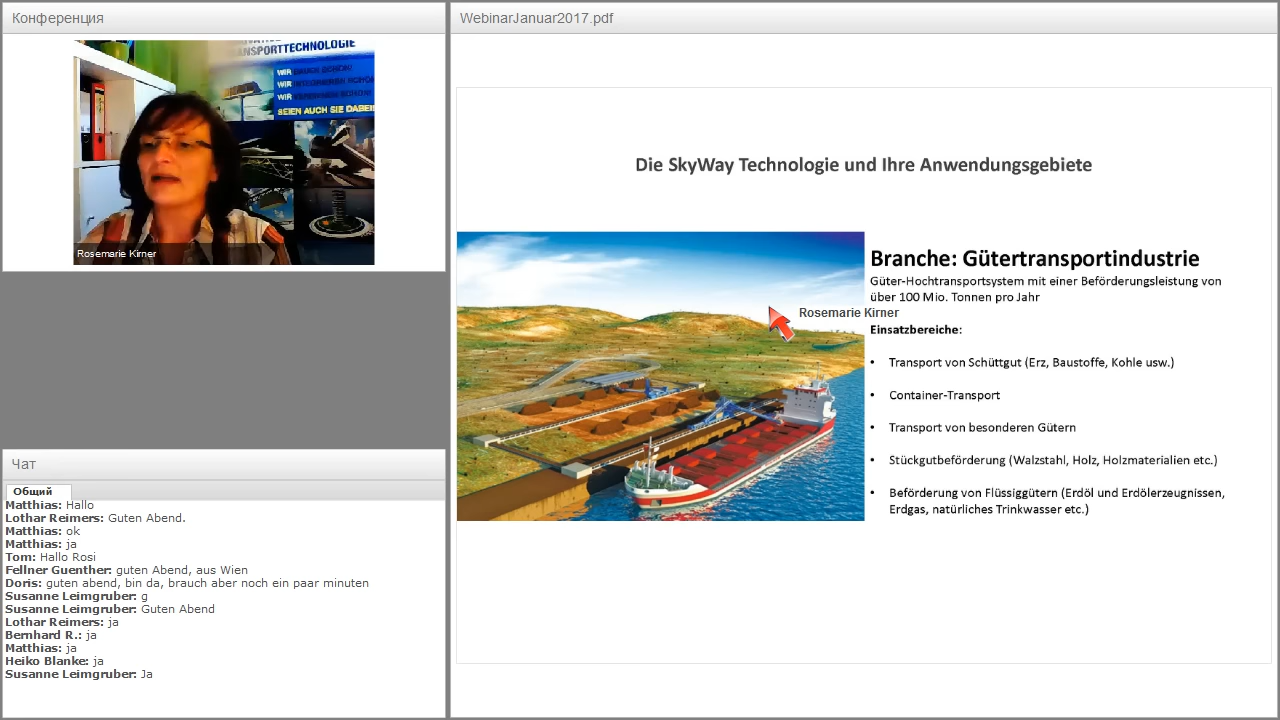 Конференция
TRANSPORTTECHNOLOGIE
WIR
WIR
WIR
SEIEN AUCH SIE DABEI
Rosemarie Kirner
Чат
Общий
Matthias: Hallo
Lothar Reimers: Guten Abend.
Matthias: ok
Matthias: ja
Tom: Hallo Rosi
Fellner Guenther: guten Abend, aus Wien
Doris: guten abend, bin da, brauch aber noch ein paar minuten
Susanne Leimgruber: g
Susanne Leimgruber: Guten Abend
Lothar Reimers: ja
Bernhard R.: ja
Matthias: ja
Heiko Blanke: ja
Susanne Leimgruber: Ja
WebinarJanuar2017.pdf
Die SkyWay Technologie und Ihre Anwendungsgebiete
Branche: Gütertransportindustrie
Güter-Hochtransportsystem mit einer Beförderungsleistung von
über 100 Mio. Tonnen pro Jahr
Rosemarie Kirner
Einsatzbereiche:
• Transport von Schüttgut (Erz, Baustoffe, Kohle usw.)
• Container-Transport
• Transport von besonderen Gütern
• Stückgutbeförderung (Walzstahl, Holz, Holzmaterialien etc.)
• Beförderung von Flüssiggütern (Erdöl und Erdölerzeugnissen,
Erdgas, natürliches Trinkwasser etc.)